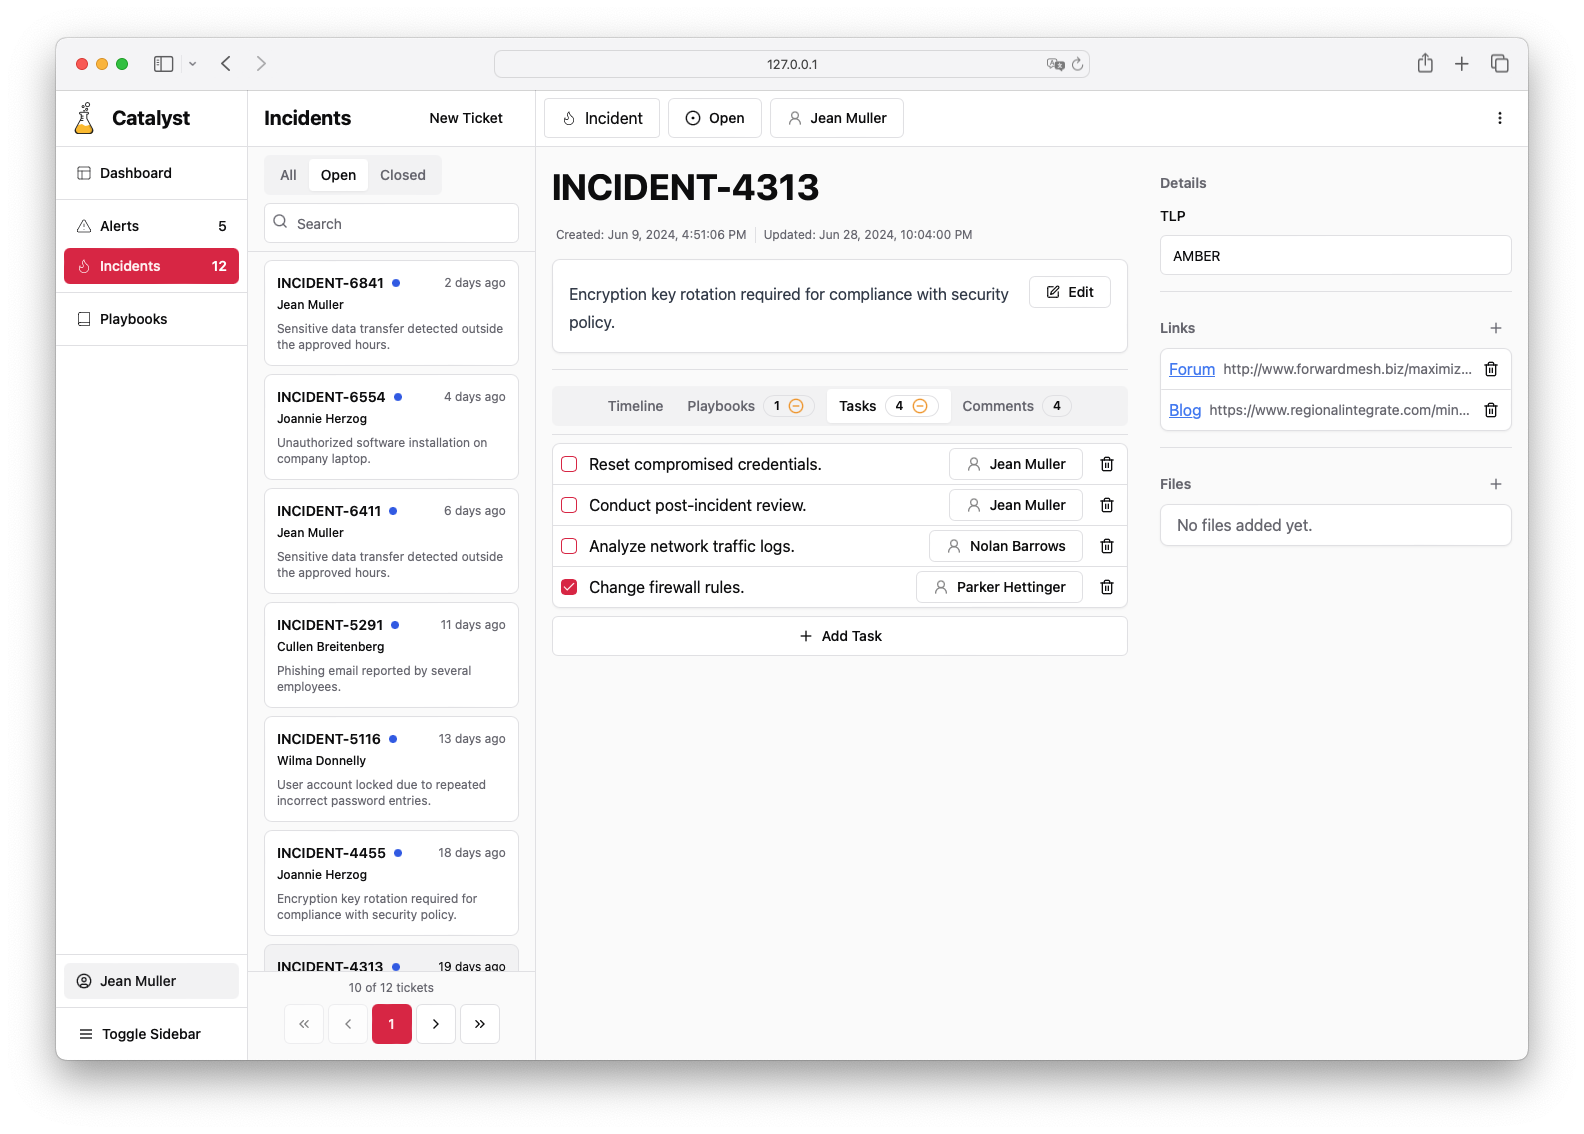 127.0.0.1
Catalyst
Dashboard
Alerts 5
Incidents 12
Playbooks
Jean Muller
Toggle Sidebar
Incidents New Ticket
All Open Closed
Search
INCIDENT-6841 2 days ago
Jean Muller
Sensitive data transfer detected outside
the approved hours.
INCIDENT-6554 4 days ago
Joannie Herzog
Unauthorized software installation on
company laptop.
INCIDENT-6411 6 days ago
Jean Muller
Sensitive data transfer detected outside
the approved hours.
INCIDENT-5291 11 days ago
Cullen Breitenberg
Phishing email reported by several
employees.
INCIDENT-5116 13 days ago
Wilma Donnelly
User account locked due to repeated
incorrect password entries.
INCIDENT-4455 18 days ago
Joannie Herzog
Encryption key rotation required for
compliance with security policy.
INCIDENT-4313 19 days ago
10 of 12 tickets
1
Incident Open Jean Muller
INCIDENT-4313
Created: Jun 9, 2024, 4:51:06 PM Updated: Jun 28, 2024, 10:04:00 PM
Encryption key rotation required for compliance with security
policy.
Edit
Timeline Playbooks 1 Tasks 4 Comments 4
Reset compromised credentials. Jean Muller
Conduct post-incident review. Jean Muller
Analyze network traffic logs. Nolan Barrows
Change firewall rules. Parker Hettinger
Add Task
Details
TLP
AMBER
Links
Forum http://www.forwardmesh.biz/maximiz...
Blog https://www.regionalintegrate.com/min...
Files
No files added yet.